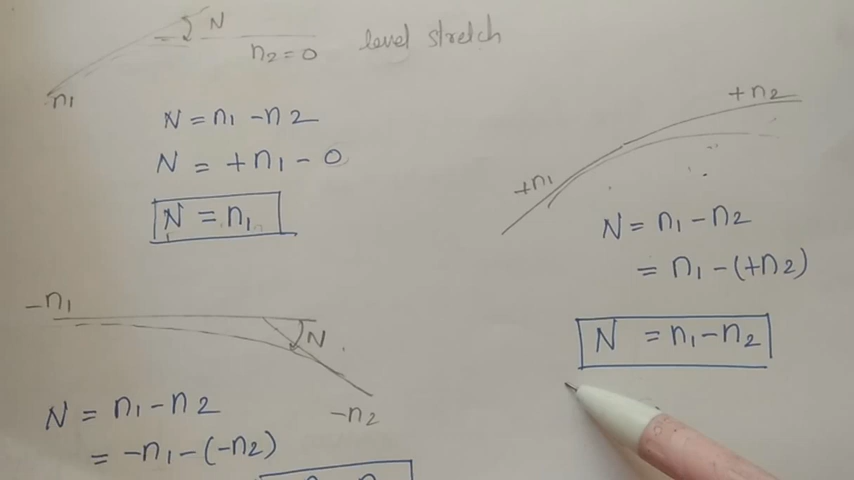 N
n2 = 0 level stretch
n1
N = n1 - n2
N = +n1 - 0
N = n1
+n2
+n1
N = n1 - n2
= n1 - (+n2)
N = n1 - n2
-n1
N
-n2
N = n1 - n2
= -n1 - (-n2)